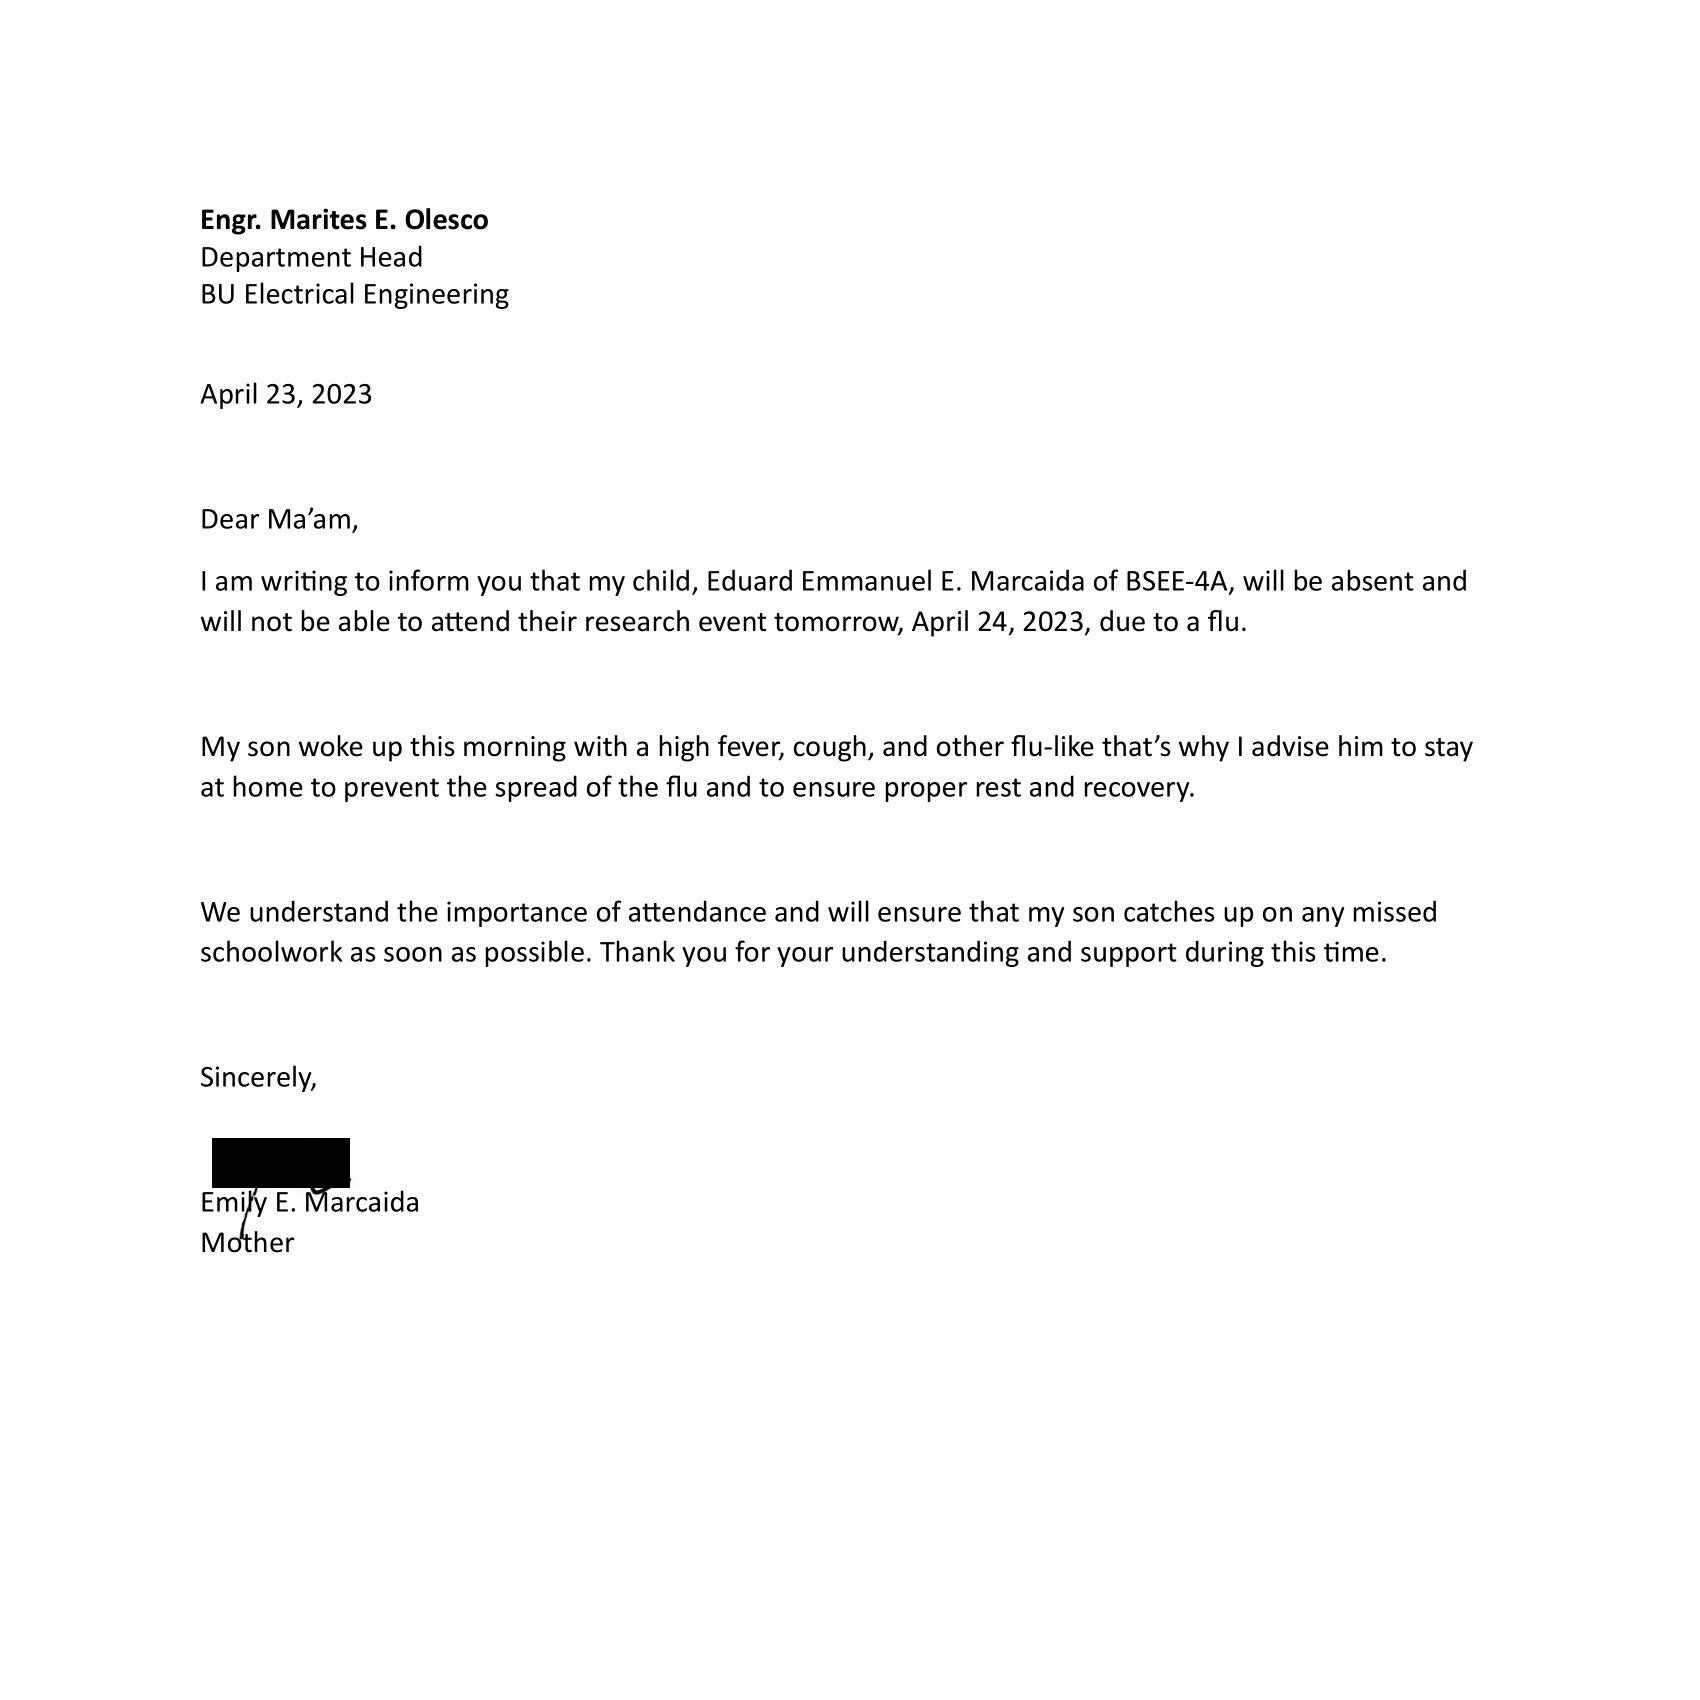 Engr. Marites E. Olesco
Department Head
BU Electrical Engineering
April 23, 2023
Dear Ma’am,
I am writing to inform you that my child, Eduard Emmanuel E. Marcaida of BSEE-4A, will be absent and
will not be able to attend their research event tomorrow, April 24, 2023, due to a flu.
My son woke up this morning with a high fever, cough, and other flu-like that’s why I advise him to stay
at home to prevent the spread of the flu and to ensure proper rest and recovery.
We understand the importance of attendance and will ensure that my son catches up on any missed
schoolwork as soon as possible. Thank you for your understanding and support during this time.
Sincerely,
Emily E. Marcaida
Mother